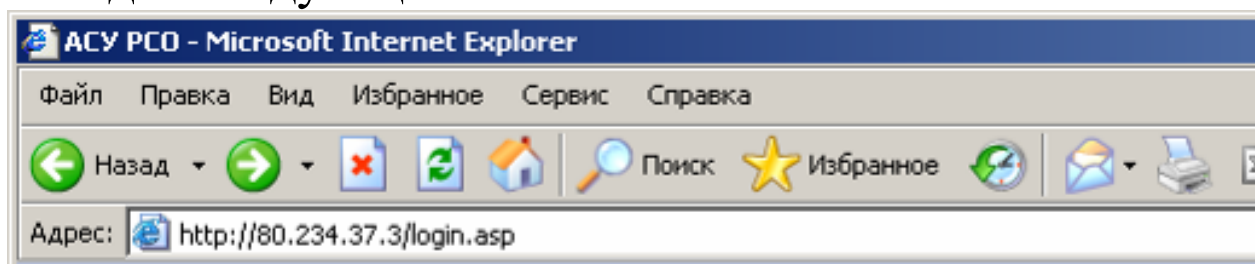 АСУ РСО - Microsoft Internet Explorer
Файл Правка Вид Избранное Сервис Справка
Назад Поиск Избранное
Адрес: http://80.234.37.3/login.asp